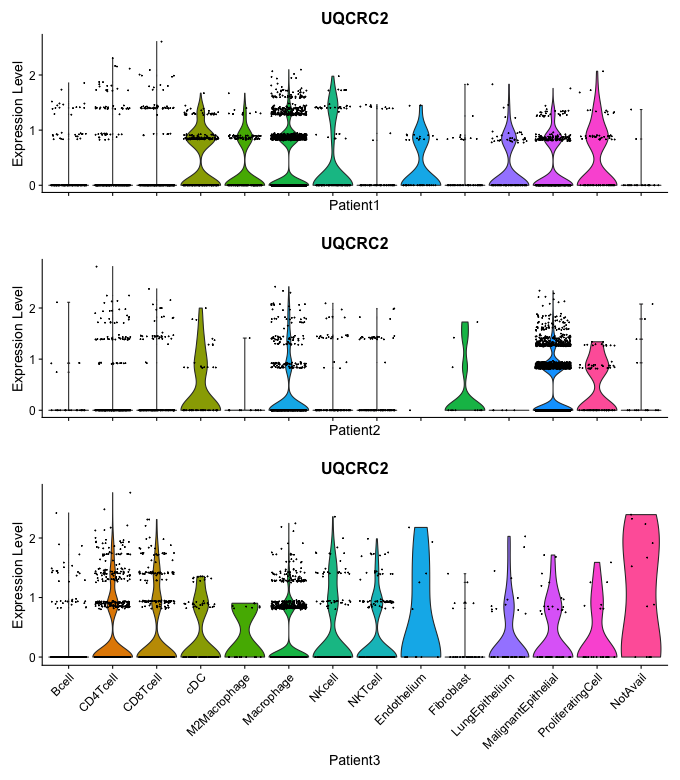 UQCRC2
Expression Level
2
1
0
Patient1
UQCRC2
Expression Level
2
1
0
Patient2
UQCRC2
Expression Level
2
1
0
Bcell
CD4Tcell
CD8Tcell
cDC
M2Macrophage
Macrophage
NKcell
NKTcell
Endothelium
Fibroblast
LungEpithelium
MalignantEpithelial
ProliferatingCell
NotAvail
Patient3